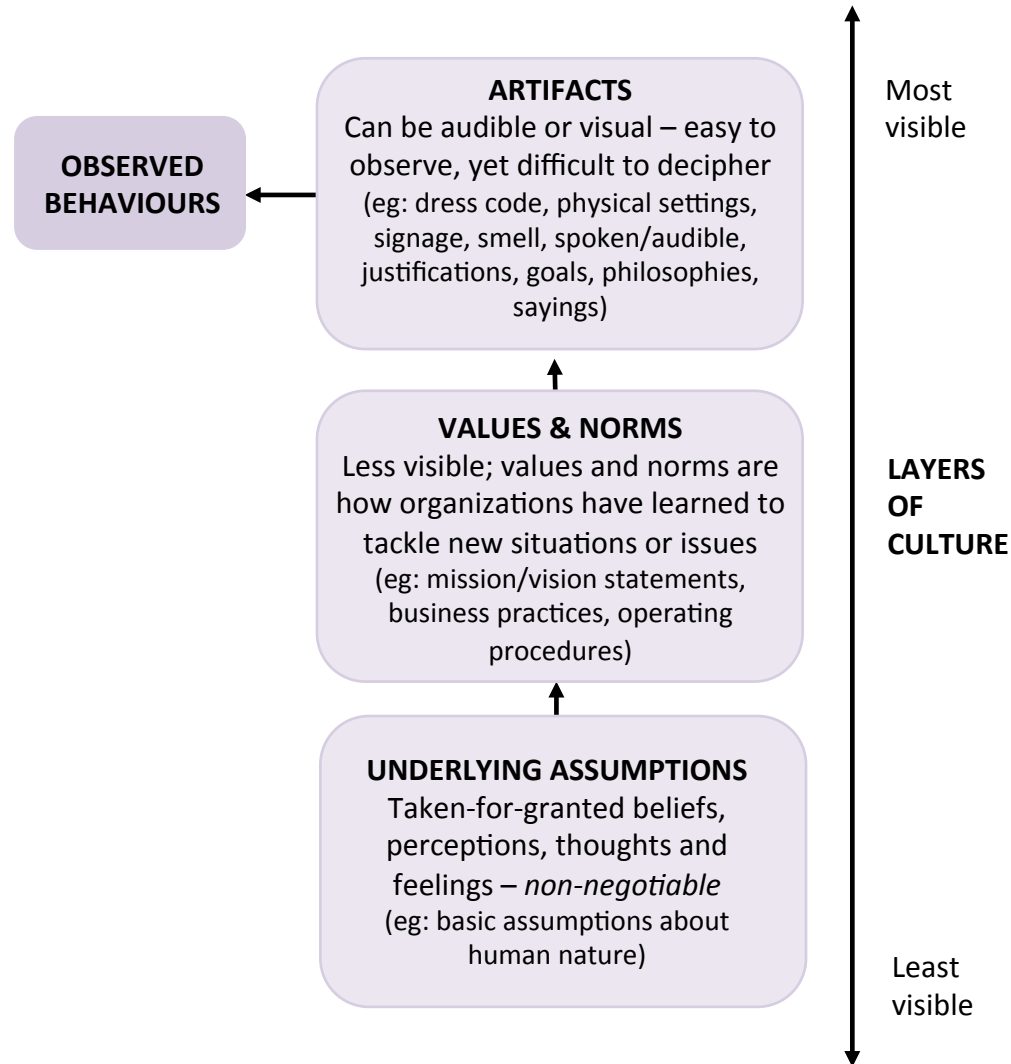 ARTIFACTS
Can be audible or visual – easy to
observe, yet difficult to decipher
(eg: dress code, physical settings,
signage, smell, spoken/audible,
justifications, goals, philosophies,
sayings)
OBSERVED
BEHAVIOURS
VALUES & NORMS
Less visible; values and norms are
how organizations have learned to
tackle new situations or issues
(eg: mission/vision statements,
business practices, operating
procedures)
UNDERLYING ASSUMPTIONS
Taken-for-granted beliefs,
perceptions, thoughts and
feelings – non-negotiable
(eg: basic assumptions about
human nature)
Most
visible
LAYERS
OF
CULTURE
Least
visible